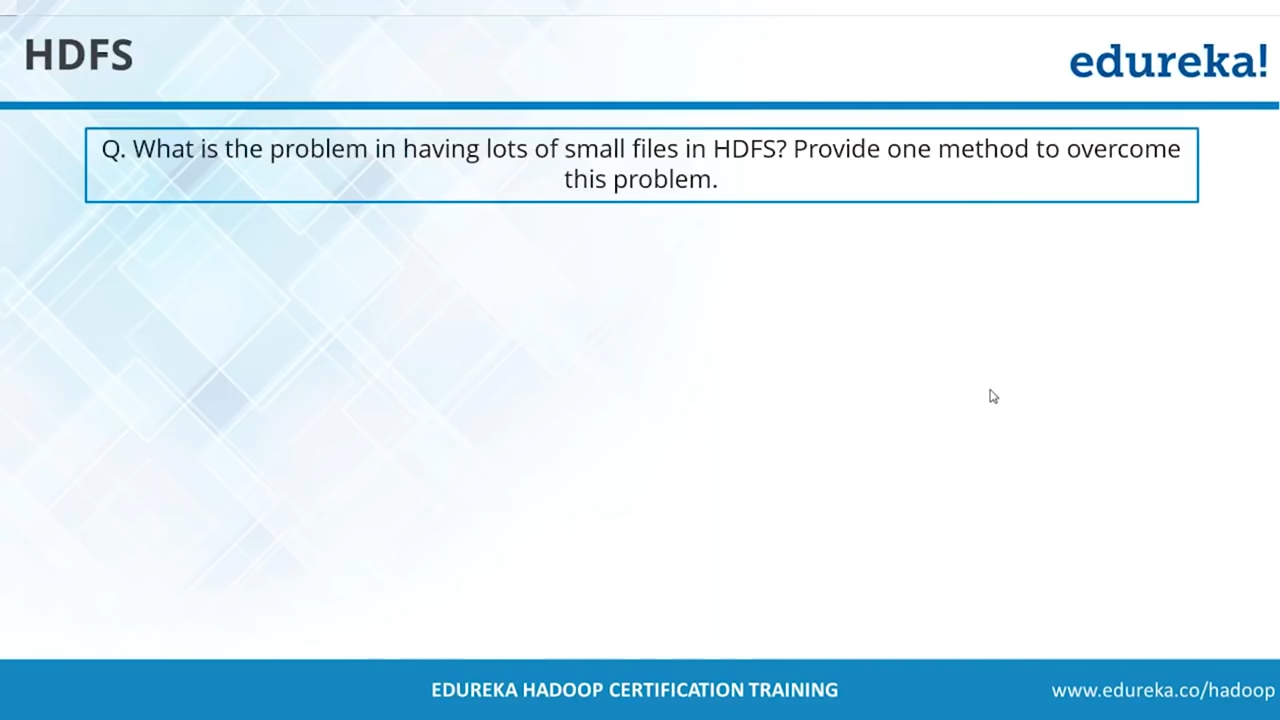 HDFS
edureka!
Q. What is the problem in having lots of small files in HDFS? Provide one method to overcome
this problem.
EDUREKA HADOOP CERTIFICATION TRAINING
www.edureka.co/hadoop